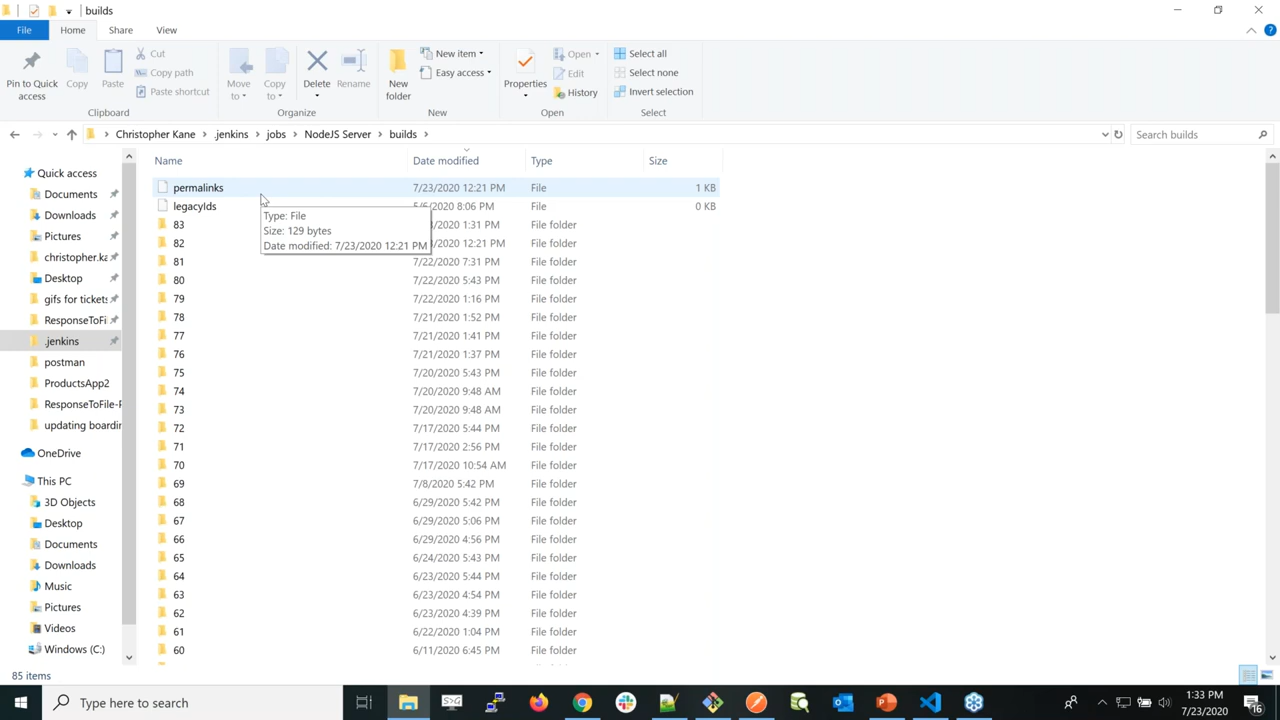 builds
File Home Share View
Pin to Quick access
Copy
Paste
Cut
Copy path
Paste shortcut
Clipboard
Move to
Copy to
Delete
Rename
Organize
New folder
New item
Easy access
New
Properties
Open
Edit
History
Open
Select all
Select none
Invert selection
Select
Christopher Kane > .jenkins > jobs > NodeJS Server > builds >
Search builds
Quick access
Documents
Downloads
Pictures
christopher.ka
Desktop
gifs for tickets
ResponseToFi
.jenkins
postman
ProductsApp2
ResponseToFile-
updating boardin
OneDrive
This PC
3D Objects
Desktop
Documents
Downloads
Music
Pictures
Videos
Windows (C:)
Name Date modified Type Size
permalinks 7/23/2020 12:21 PM File 1 KB
legacyIds 8:06 PM File 0 KB
83 1:31 PM File folder
82 12:21 PM File folder
81 7/22/2020 7:31 PM File folder
80 7/22/2020 5:43 PM File folder
79 7/22/2020 1:16 PM File folder
78 7/21/2020 1:52 PM File folder
77 7/21/2020 1:41 PM File folder
76 7/21/2020 1:37 PM File folder
75 7/20/2020 5:43 PM File folder
74 7/20/2020 9:48 AM File folder
73 7/20/2020 9:48 AM File folder
72 7/17/2020 5:44 PM File folder
71 7/17/2020 2:56 PM File folder
70 7/17/2020 10:54 AM File folder
69 7/8/2020 5:42 PM File folder
68 6/29/2020 5:42 PM File folder
67 6/29/2020 5:06 PM File folder
66 6/29/2020 4:56 PM File folder
65 6/24/2020 5:43 PM File folder
64 6/23/2020 5:44 PM File folder
63 6/23/2020 4:54 PM File folder
62 6/23/2020 4:39 PM File folder
61 6/22/2020 1:04 PM File folder
60 6/11/2020 6:45 PM File folder
Type: File
Size: 129 bytes
Date modified: 7/23/2020 12:21 PM
85 items
Type here to search
1:33 PM
7/23/2020
16